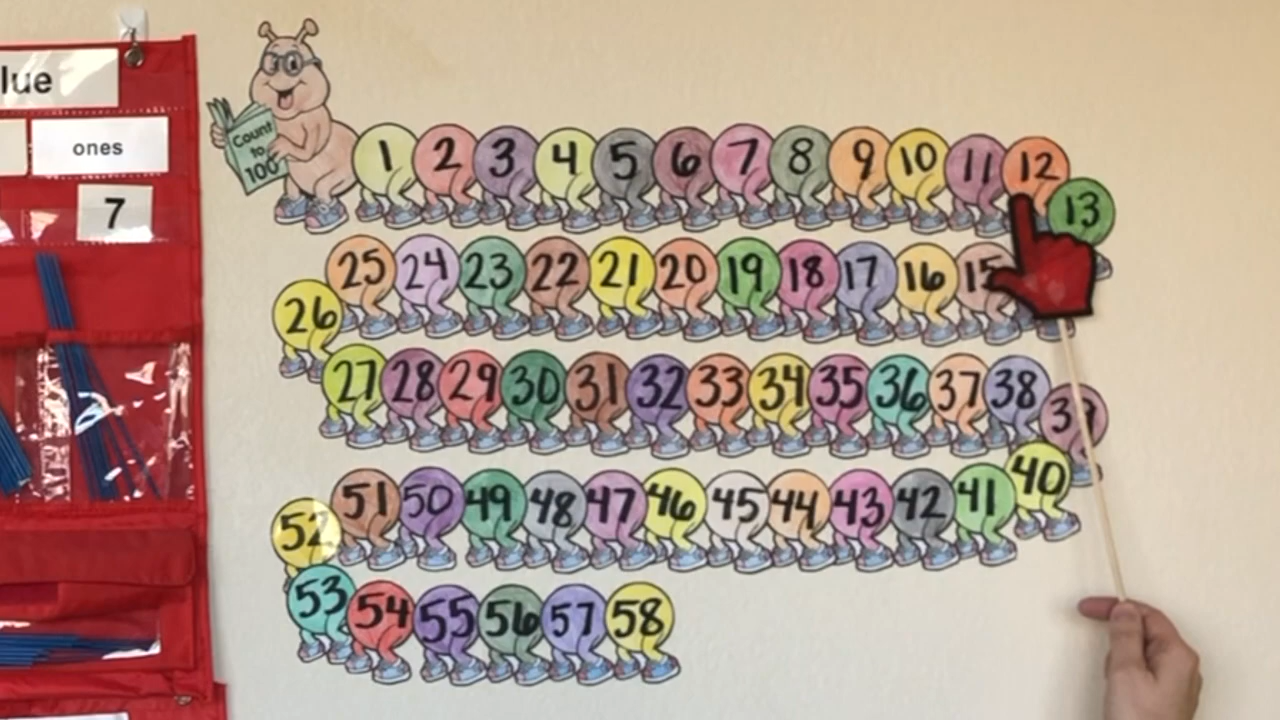 lue
ones
7
Count
to
100
1 2 3 4 5 6 7 8 9 10 11 12
13
25 24 23 22 21 20 19 18 17 16 15
26
27 28 29 30 31 32 33 34 35 36 37 38 39
51 50 49 48 47 46 45 44 43 42 41 40
52
53 54 55 56 57 58